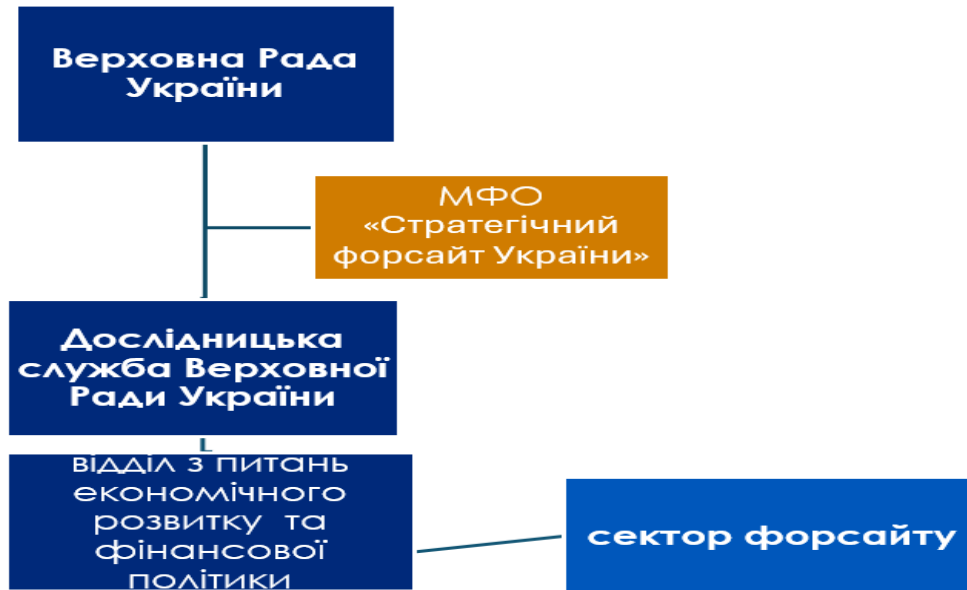 Верховна Рада
України
МФО
«Стратегічний
форсайт України»
Дослідницька
служба Верховної
Ради України
відділ з питань
економічного
розвитку та
фінансової
політики
сектор форсайту